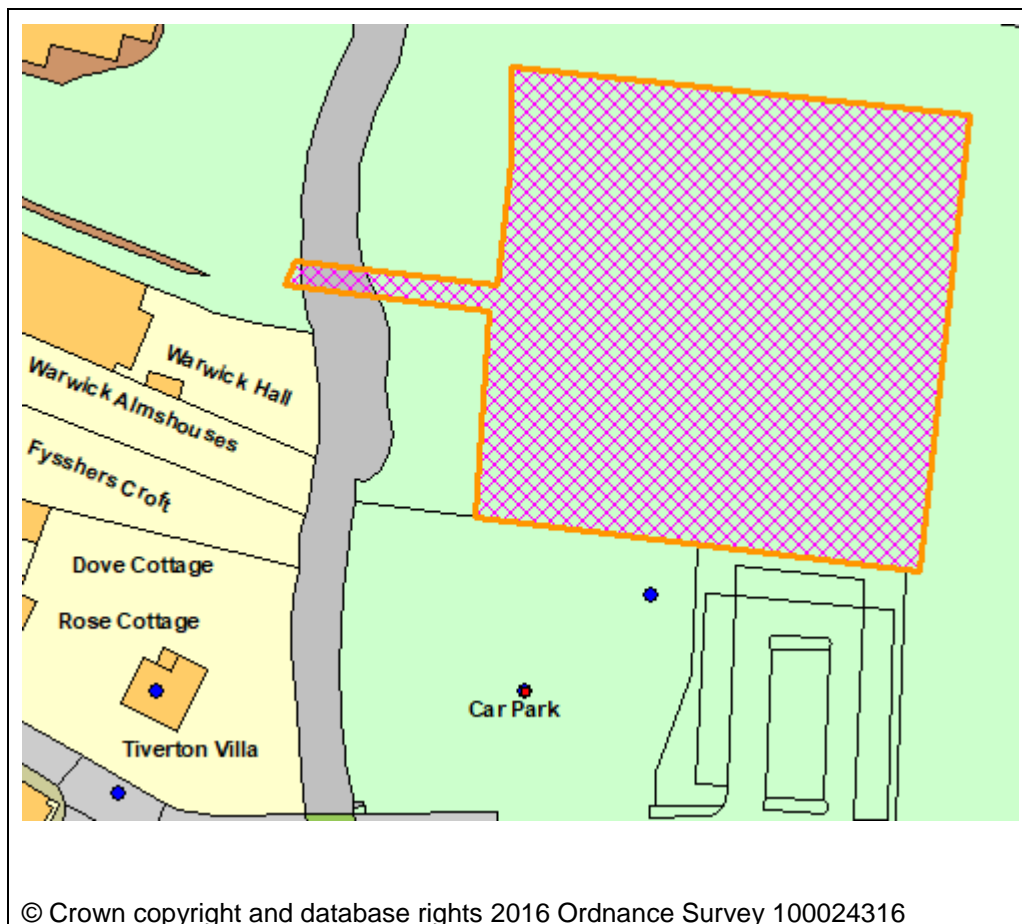 Warwick Hall
Warwick Almshouses
Fysshers Croft
Dove Cottage
Rose Cottage
Car Park
Tiverton Villa
© Crown copyright and database rights 2016 Ordnance Survey 100024316